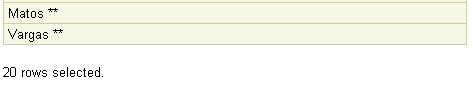 Matos **
Vargas **
20 rows selected.